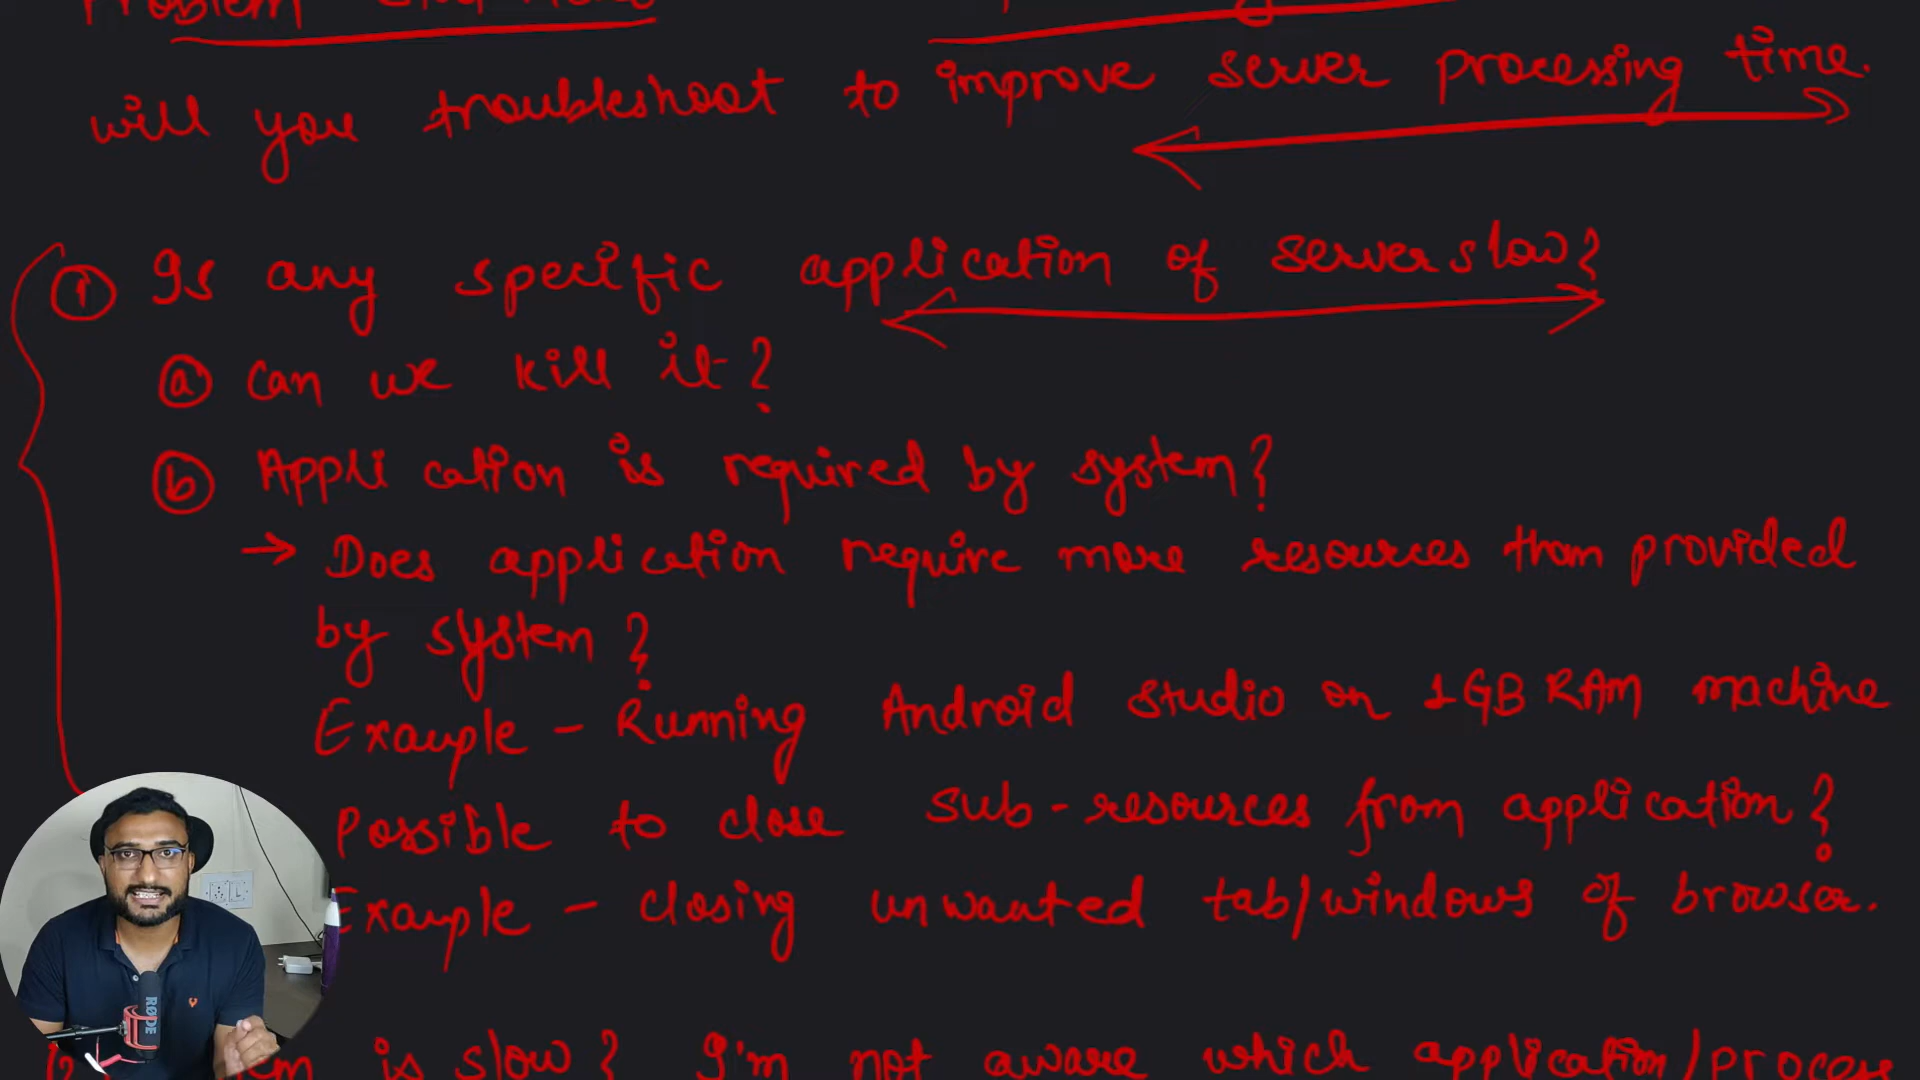 Problem
will you troubleshoot to improve server processing time.
① Is any specific application of server slow?
ⓐ Can we kill it?
ⓑ Application is required by system?
→ Does application require more resources than provided
by system?
Example - Running Android Studio on 1GB RAM machine
Possible to close sub-resources from application?
Example - closing unwanted tab/windows of browser.
is slow? I'm not aware which application/process
RØDE